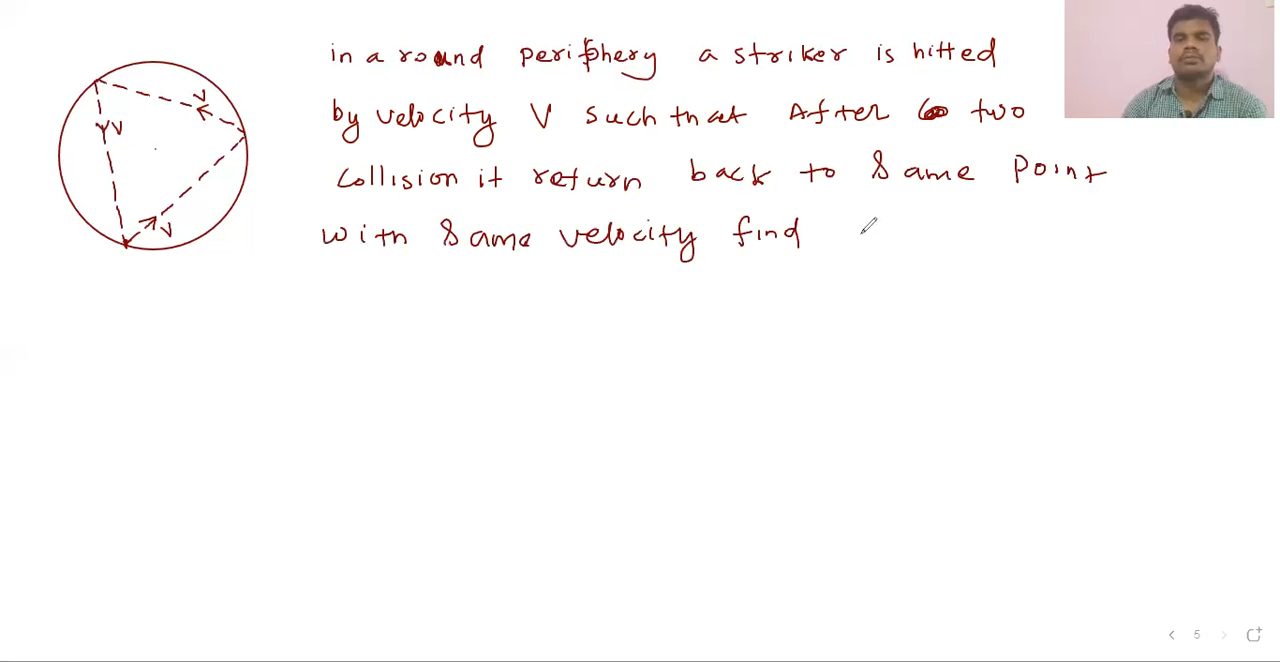 in a round periphery a striker is hitted
by velocity V such that After two
collision it return back to same point
with same velocity find
V
V
V
5